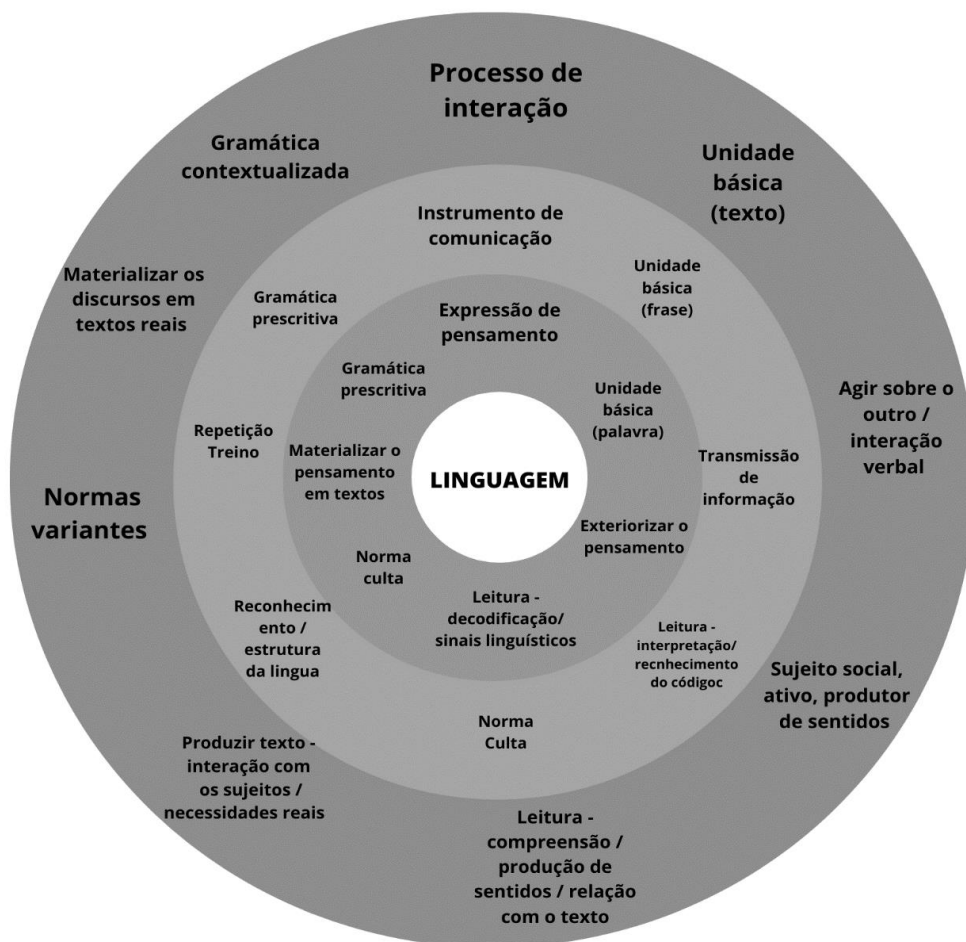 Processo de
interação
Unidade
básica
(texto)
Agir sobre o
outro /
interação
verbal
Sujeito social,
ativo, produtor
de sentidos
Leitura -
compreensão /
produção de
sentidos / relação
com o texto
Produzir texto -
interação com
os sujeitos /
necessidades reais
Normas
variantes
Materializar os
discursos em
textos reais
Gramática
contextualizada
Instrumento de
comunicação
Unidade
básica
(frase)
Transmissão
de
informação
Leitura -
interpretação/
recnhecimento
do códigoc
Norma
Culta
Reconhecim
ento /
estrutura
da lingua
Repetição
Treino
Gramática
prescritiva
Expressão de
pensamento
Unidade
básica
(palavra)
Exteriorizar o
pensamento
Leitura -
decodificação/
sinais linguísticos
Norma
culta
Materializar o
pensamento
em textos
Gramática
prescritiva
LINGUAGEM